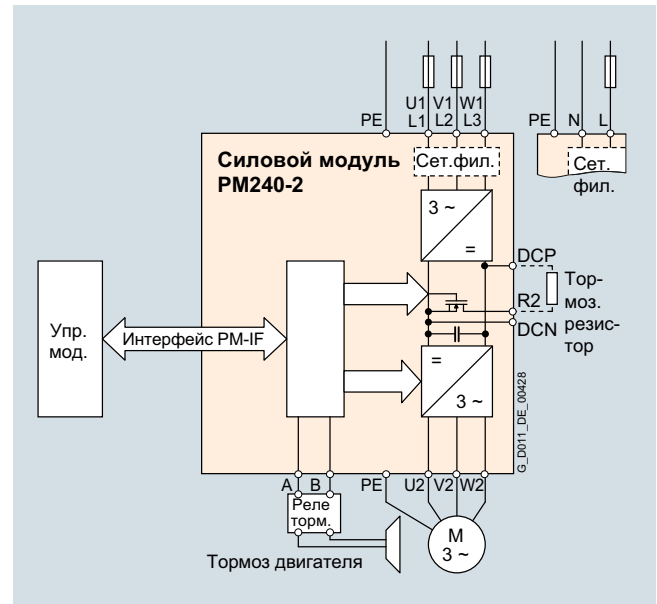 U1 V1 W1
PE L1 L2 L3
PE N L
Силовой модуль
PM240-2
Сет.фил.
Сет.
фил.
3 ~
=
DCP
R2
DCN
Тор-
моз.
резис-
тор
Упр.
мод.
Интерфейс PM-IF
=
3 ~
G_D011_DE_00428
A B PE U2 V2 W2
Реле
торм.
M
3 ~
Тормоз двигателя